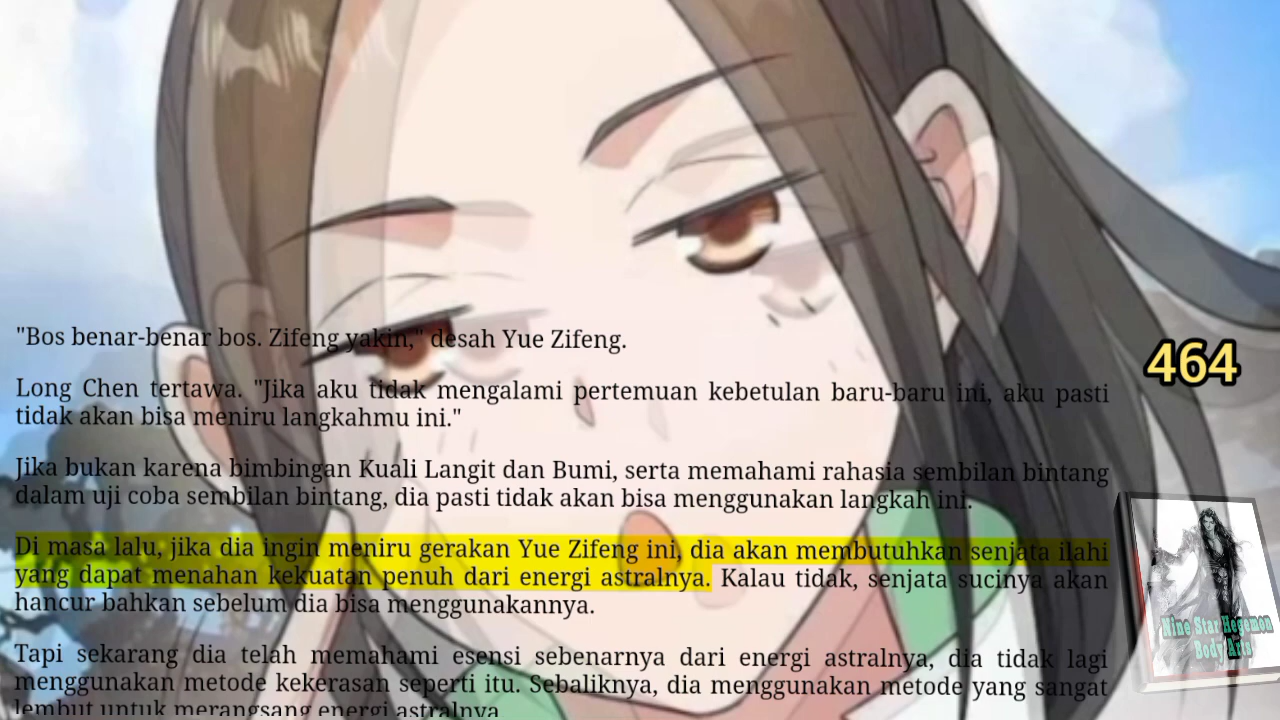 "Bos benar-benar bos. Zifeng yakin," desah Yue Zifeng.
Long Chen tertawa. "Jika aku tidak mengalami pertemuan kebetulan baru-baru ini, aku pasti
tidak akan bisa meniru langkahmu ini."
Jika bukan karena bimbingan Kuali Langit dan Bumi, serta memahami rahasia sembilan bintang
dalam uji coba sembilan bintang, dia pasti tidak akan bisa menggunakan langkah ini.
Di masa lalu, jika dia ingin meniru gerakan Yue Zifeng ini, dia akan membutuhkan senjata ilahi
yang dapat menahan kekuatan penuh dari energi astralnya. Kalau tidak, senjata sucinya akan
hancur bahkan sebelum dia bisa menggunakannya.
Tapi sekarang dia telah memahami esensi sebenarnya dari energi astralnya, dia tidak lagi
menggunakan metode kekerasan seperti itu. Sebaliknya, dia menggunakan metode yang sangat
lembut untuk merangsang energi astralnya
464
Nine Star Hegemon
Body Arts